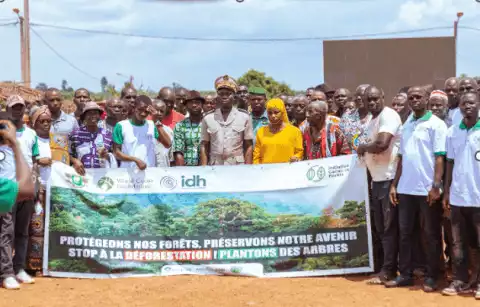 idh
PROTÉGEONS NOS FORÊTS, PRÉSERVONS NOTRE AVENIR
STOP À LA DÉFORESTATION ! PLANTONS DES ARBRES